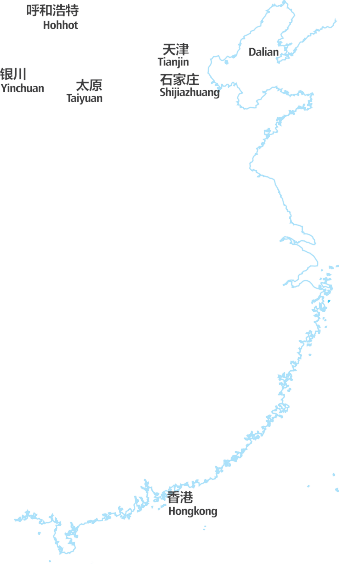 呼和浩特
Hohhot
天津
Tianjin
Dalian
银川
Yinchuan
太原
Taiyuan
石家庄
Shijiazhuang
香港
Hongkong